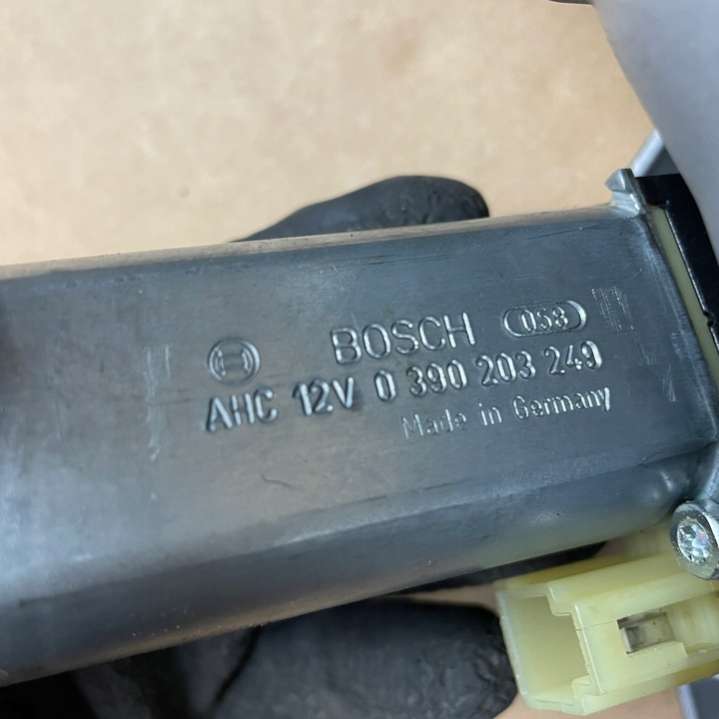 BOSCH 058
AHC 12V 0 390 203 249
Made in Germany